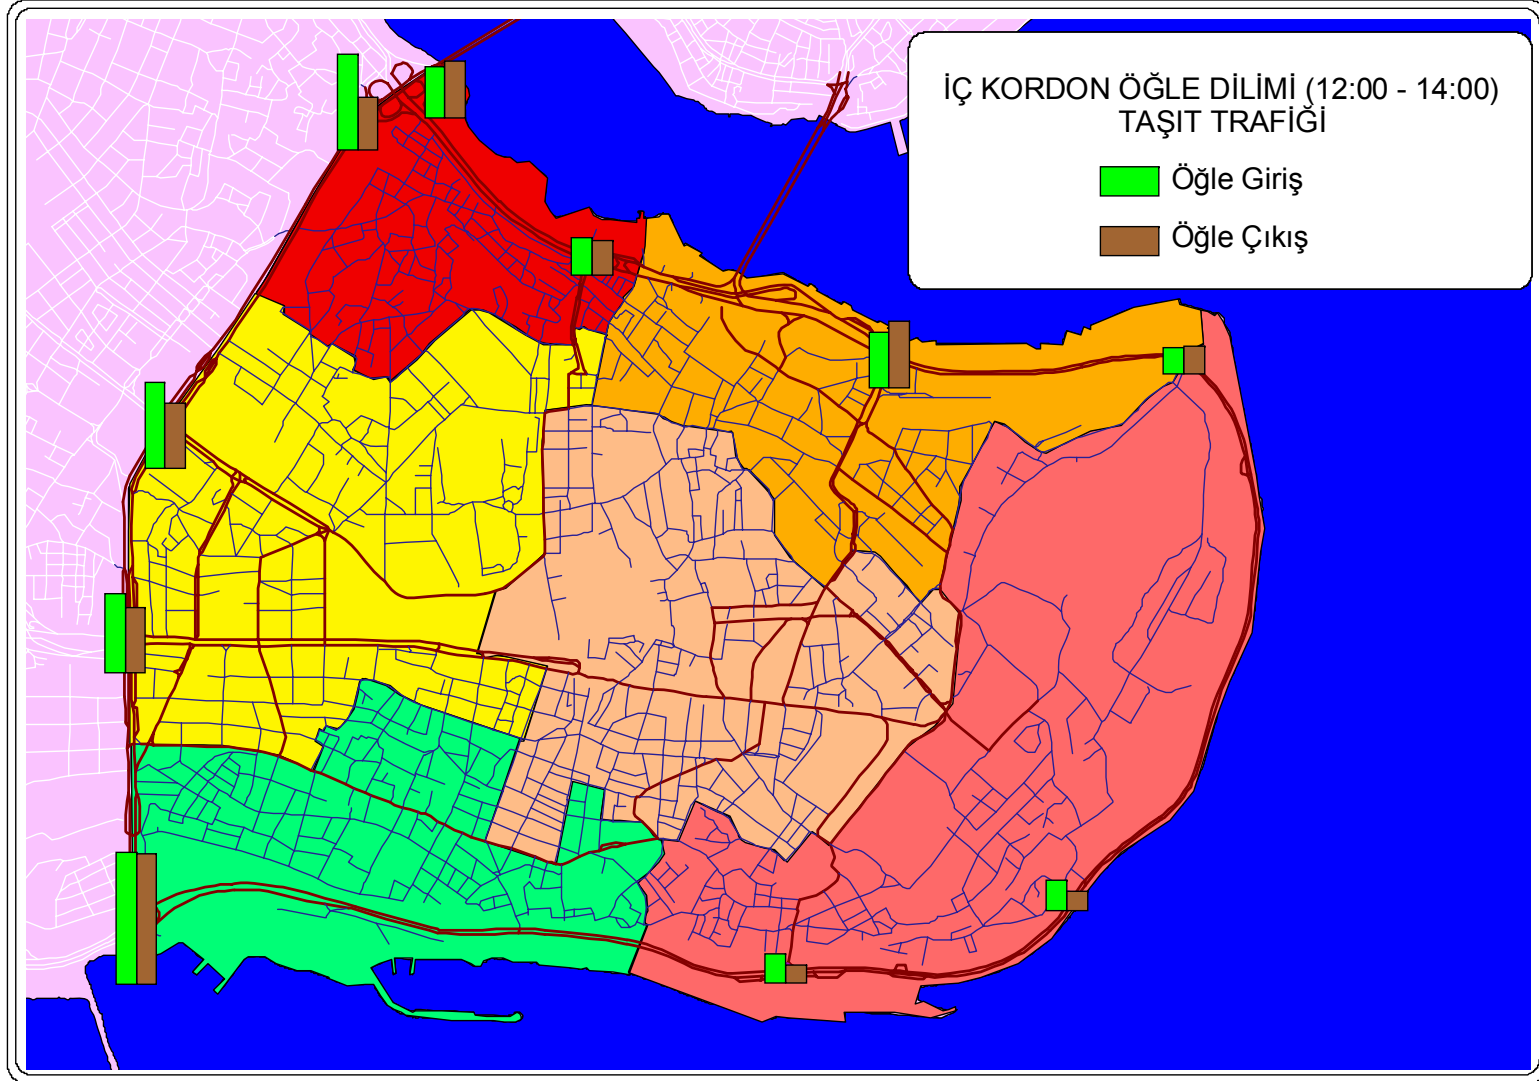 İÇ KORDON ÖĞLE DİLİMİ (12:00 - 14:00)
TAŞIT TRAFİĞİ
Öğle Giriş
Öğle Çıkış